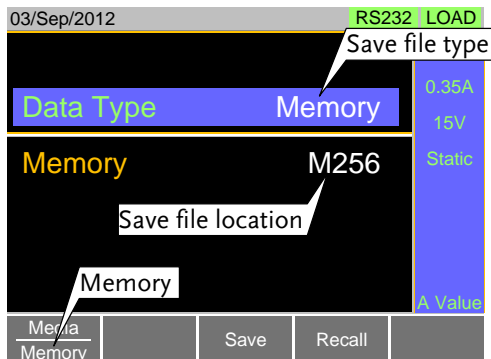 03/Sep/2012 RS232 LOAD
Save file type
Data Type Memory
0.35A
15V
Memory M256
Static
Save file location
Memory
A Value
Media
Memory
Save
Recall